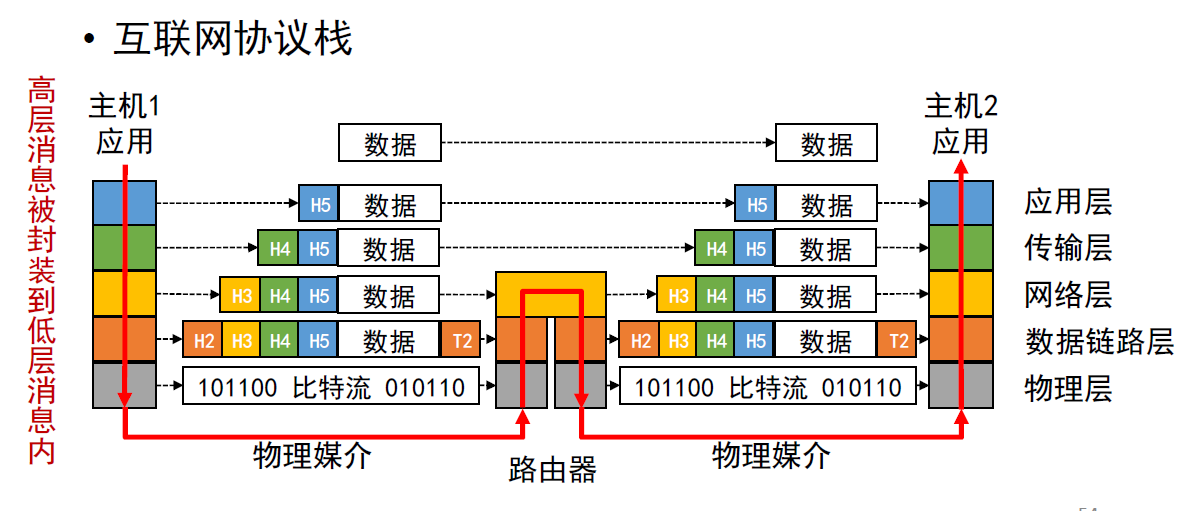 • 互联网协议栈
高层消息被封装到低层消息内
主机1
应用
主机2
应用
数据
数据
H5 数据
H5 数据
应用层
H4 H5 数据
H4 H5 数据
传输层
H3 H4 H5 数据
H3 H4 H5 数据
网络层
H2 H3 H4 H5 数据 T2
H2 H3 H4 H5 数据 T2
数据链路层
101100 比特流 010110
101100 比特流 010110
物理层
物理媒介
路由器
物理媒介